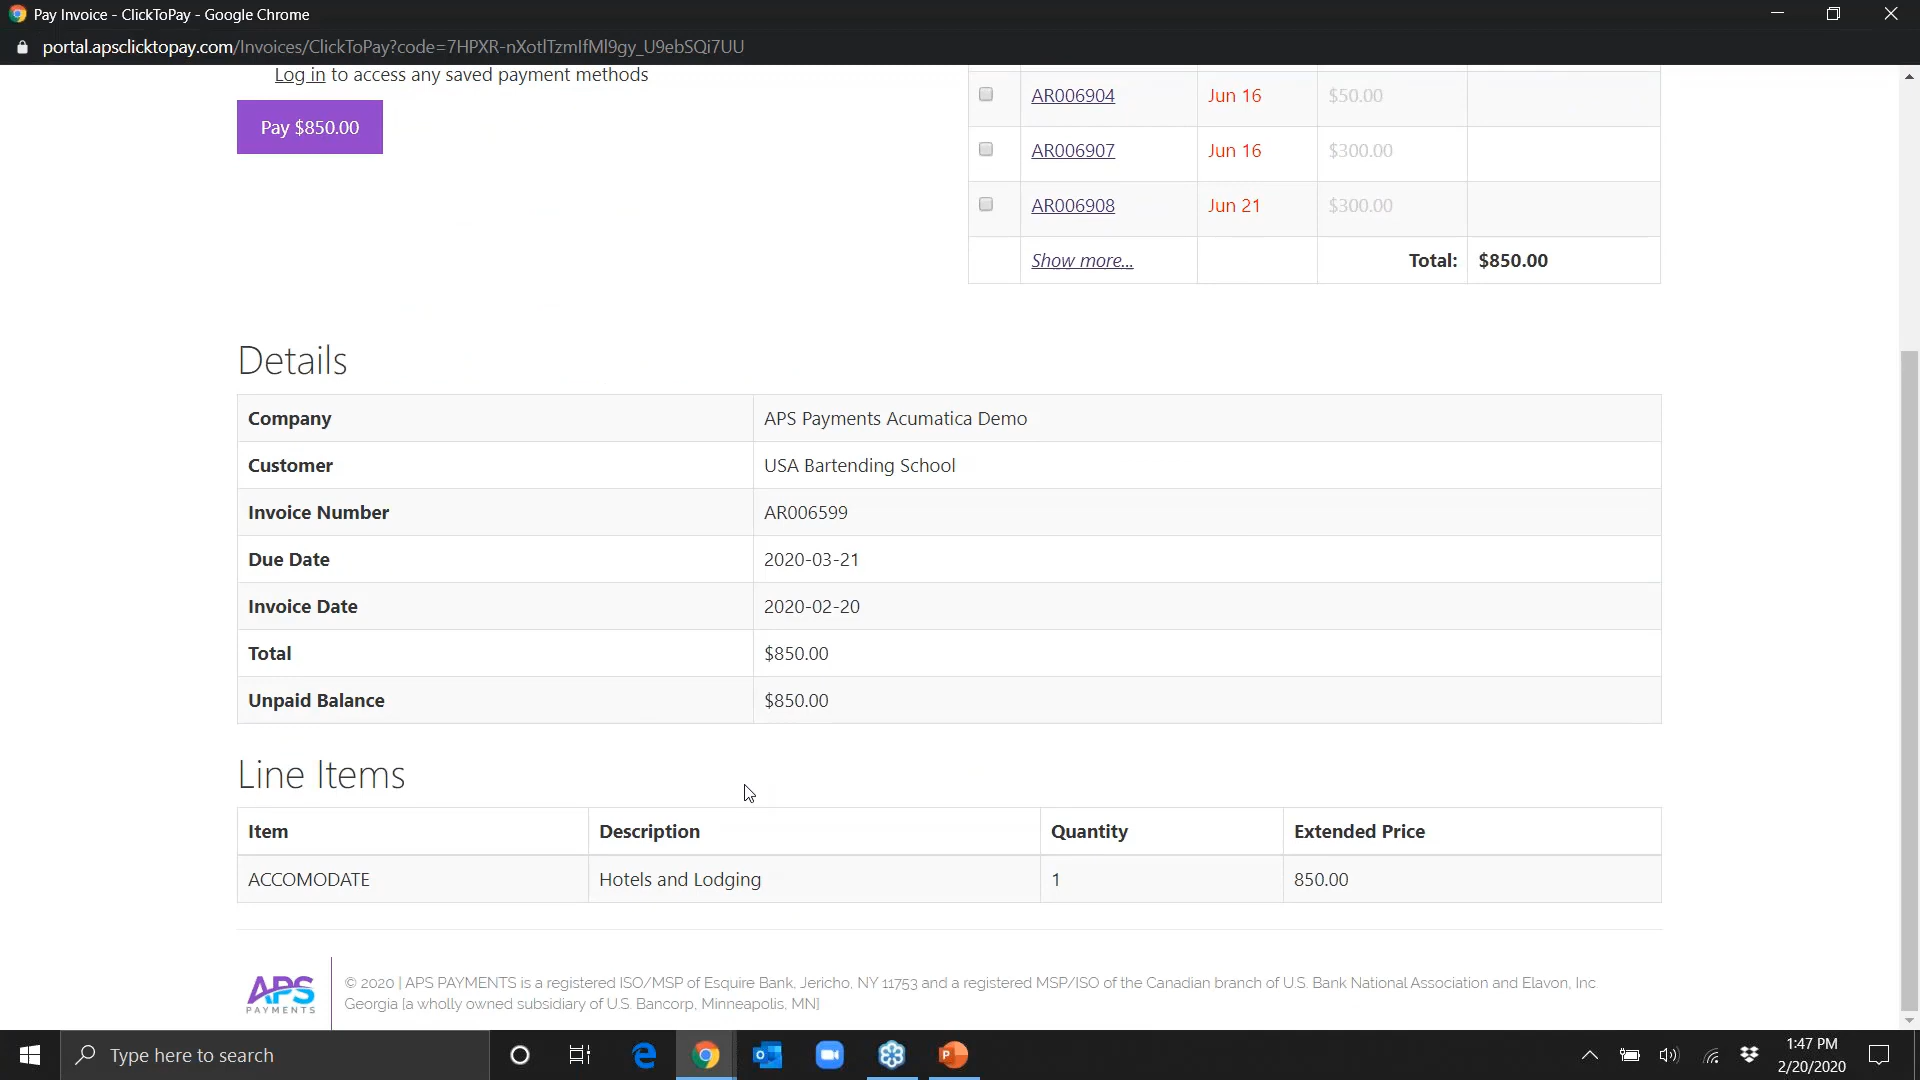 Pay Invoice - ClickToPay - Google Chrome
portal.apsclicktopay.com/Invoices/ClickToPay?code=7HPXR-nXotlTzmIfMl9gy_U9ebSQi7UU
Log in to access any saved payment methods
Pay $850.00
AR006904 Jun 16 $50.00
AR006907 Jun 16 $300.00
AR006908 Jun 21 $300.00
Show more... Total: $850.00
Details
Company APS Payments Acumatica Demo
Customer USA Bartending School
Invoice Number AR006599
Due Date 2020-03-21
Invoice Date 2020-02-20
Total $850.00
Unpaid Balance $850.00
Line Items
Item Description Quantity Extended Price
ACCOMODATE Hotels and Lodging 1 850.00
APS
PAYMENTS
© 2020 | APS PAYMENTS is a registered ISO/MSP of Esquire Bank, Jericho, NY 11753 and a registered MSP/ISO of the Canadian branch of U.S. Bank National Association and Elavon, Inc
Georgia [a wholly owned subsidiary of U.S. Bancorp, Minneapolis, MN]
Type here to search
1:47 PM
2/20/2020